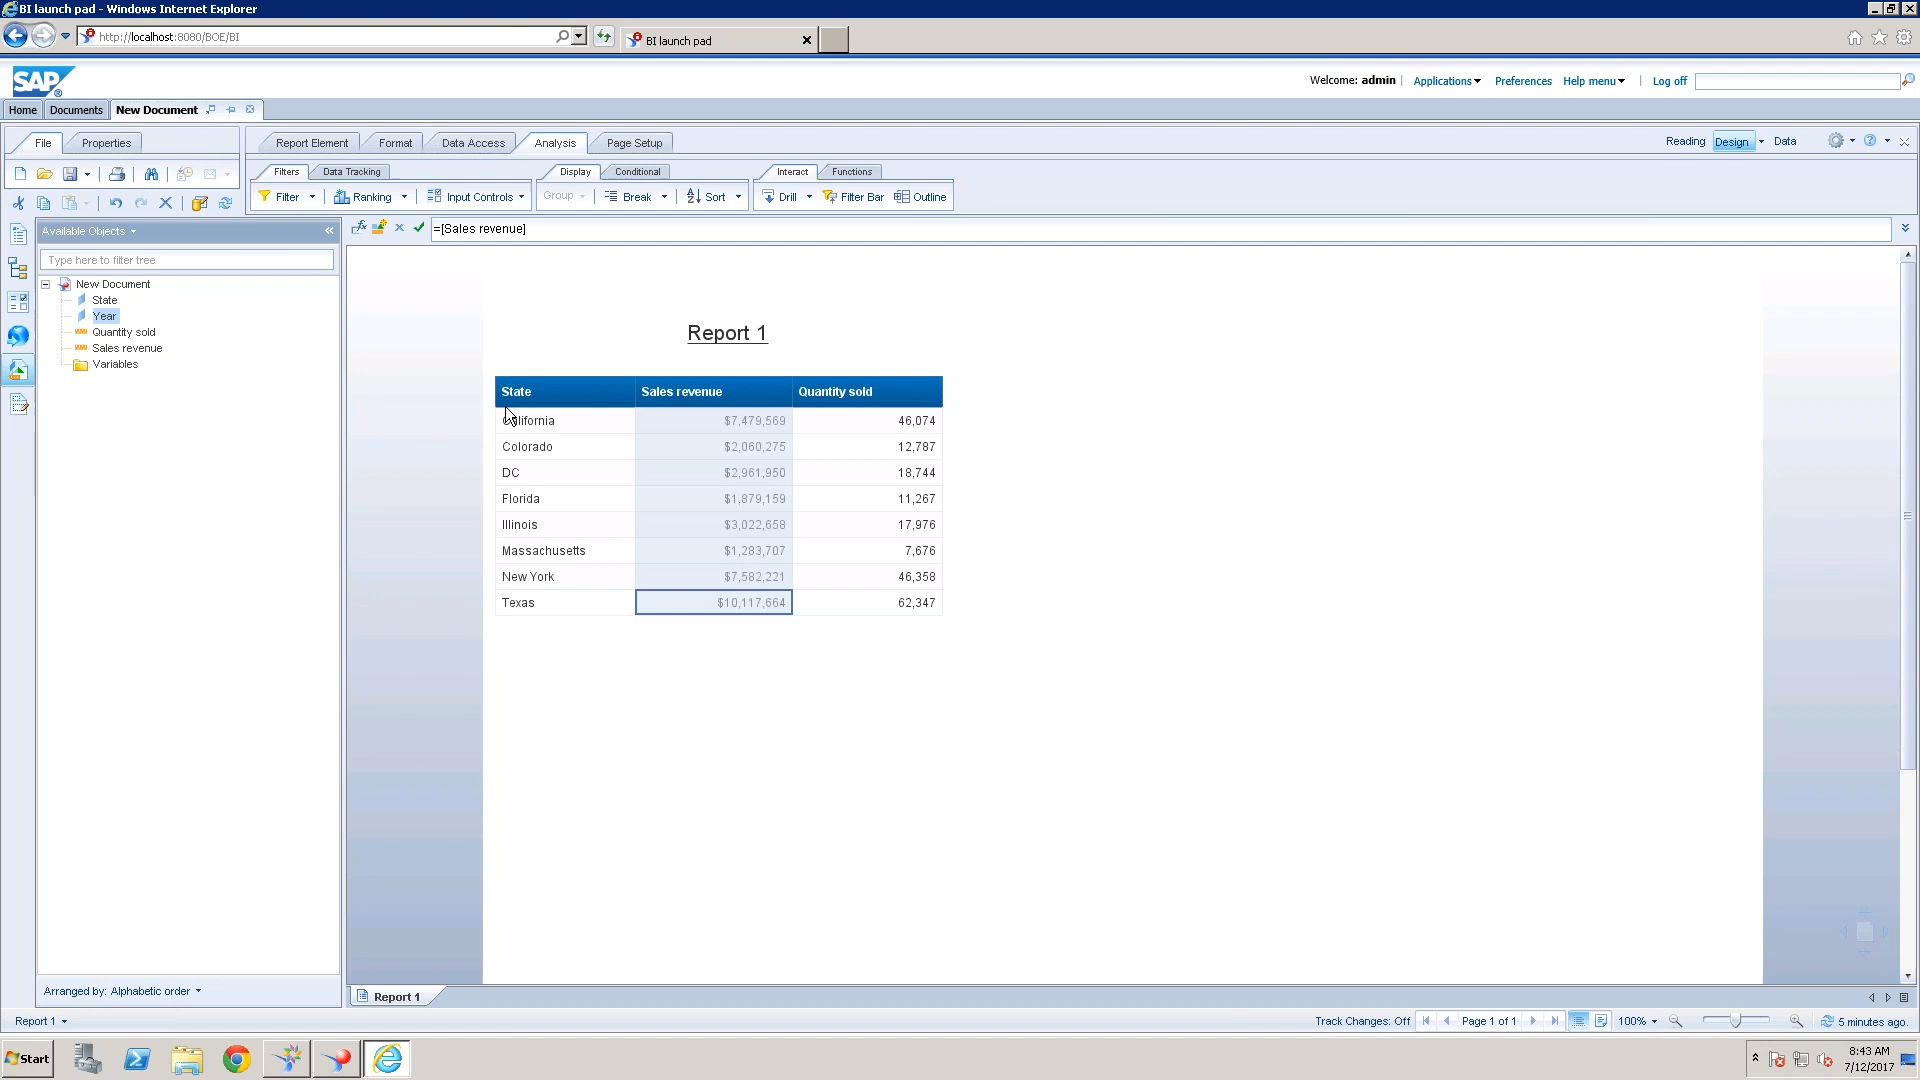 BI launch pad - Windows Internet Explorer
http://localhost:8080/BOE/BI
BI launch pad
SAP
Welcome: admin
Applications
Preferences
Help menu
Log off
Home
Documents
New Document
File
Properties
Report Element
Format
Data Access
Analysis
Page Setup
Reading
Design
Data
Filters
Data Tracking
Display
Conditional
Interact
Functions
Filter
Ranking
Input Controls
Group
Break
Sort
Drill
Filter Bar
Outline
Available Objects
=[Sales revenue]
Type here to filter tree
New Document
State
Year
Quantity sold
Sales revenue
Variables
Report 1
State Sales revenue Quantity sold
California $7,479,569 46,074
Colorado $2,060,275 12,787
DC $2,961,950 18,744
Florida $1,879,159 11,267
Illinois $3,022,658 17,976
Massachusetts $1,283,707 7,676
New York $7,582,221 46,358
Texas $10,117,664 62,347
Arranged by: Alphabetic order
Report 1
Report 1
Track Changes: Off
Page 1 of 1
100%
5 minutes ago.
Start
8:43 AM
7/12/2017